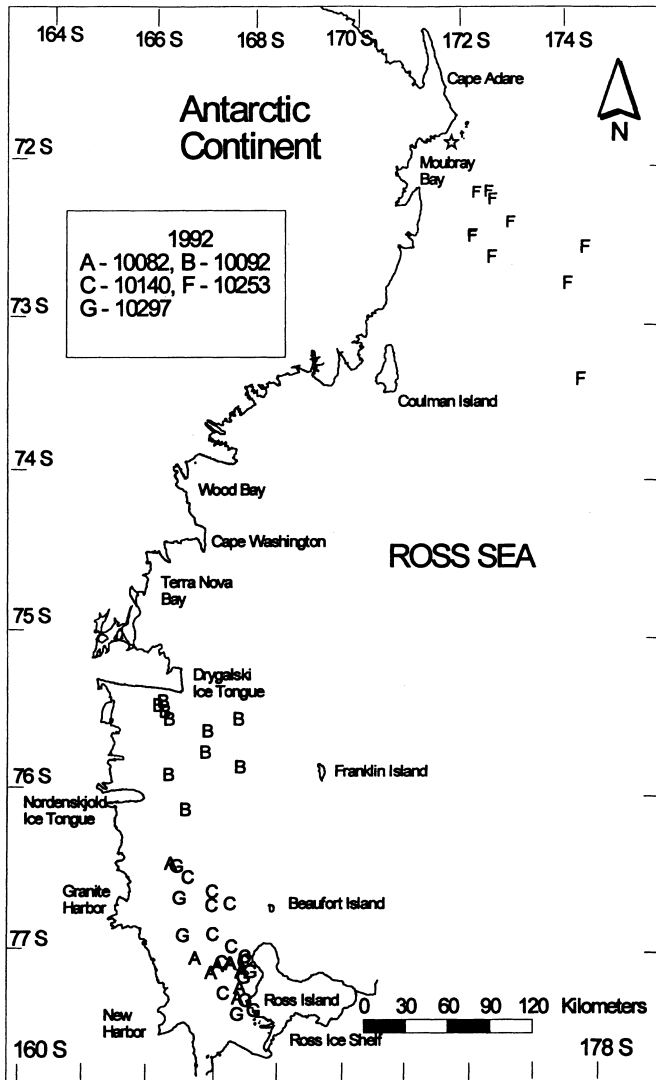 164 S 166 S 168 S 170 S 172 S 174 S
Cape Adare
Antarctic
Continent
N
72 S
Moubray
Bay
F F
F
F
F
F
F
F
1992
A - 10082, B - 10092
C - 10140, F - 10253
G - 10297
73 S
F
Coulman Island
74 S
Wood Bay
Cape Washington
ROSS SEA
Terra Nova
Bay
75 S
Drygalski
Ice Tongue
B B
B
B
B B
B
B
B
Franklin Island
76 S
B
Nordenskjold
Ice Tongue
B
A G
C
Granite
Harbor
G C
C C
Beaufort Island
G C
C
77 S
A
A
C
Ross Island
G
New
Harbor
0 30 60 90 120 Kilometers
Ross Ice Shelf
160 S 178 S